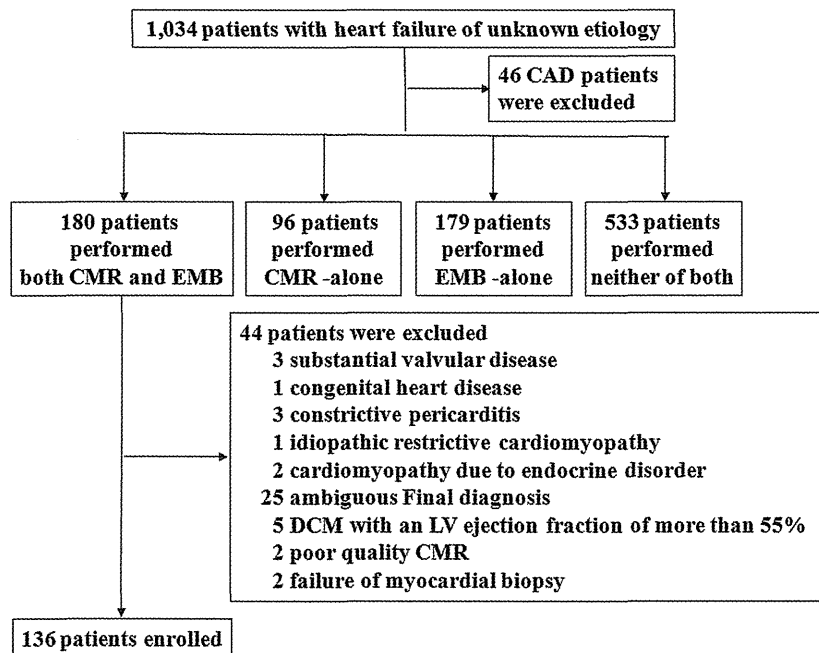 1,034 patients with heart failure of unknown etiology
46 CAD patients
were excluded
180 patients
performed
both CMR and EMB
96 patients
performed
CMR -alone
179 patients
performed
EMB -alone
533 patients
performed
neither of both
44 patients were excluded
3 substantial valvular disease
1 congenital heart disease
3 constrictive pericarditis
1 idiopathic restrictive cardiomyopathy
2 cardiomyopathy due to endocrine disorder
25 ambiguous Final diagnosis
5 DCM with an LV ejection fraction of more than 55%
2 poor quality CMR
2 failure of myocardial biopsy
136 patients enrolled